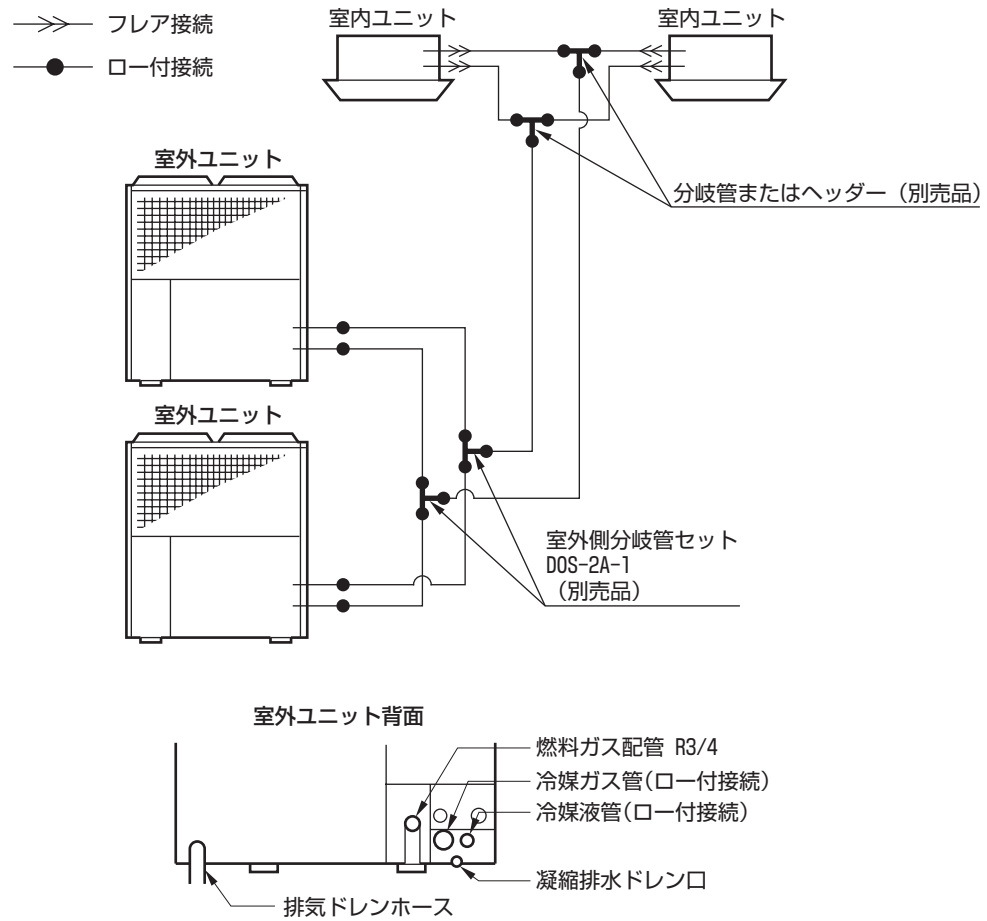 フレア接続
ロー付接続
室内ユニット
室内ユニット
分岐管またはヘッダー（別売品）
室外ユニット
室外ユニット
室外側分岐管セット
DOS-2A-1
（別売品）
室外ユニット背面
燃料ガス配管 R3/4
冷媒ガス管(ロー付接続)
冷媒液管(ロー付接続)
凝縮排水ドレン口
排気ドレンホース